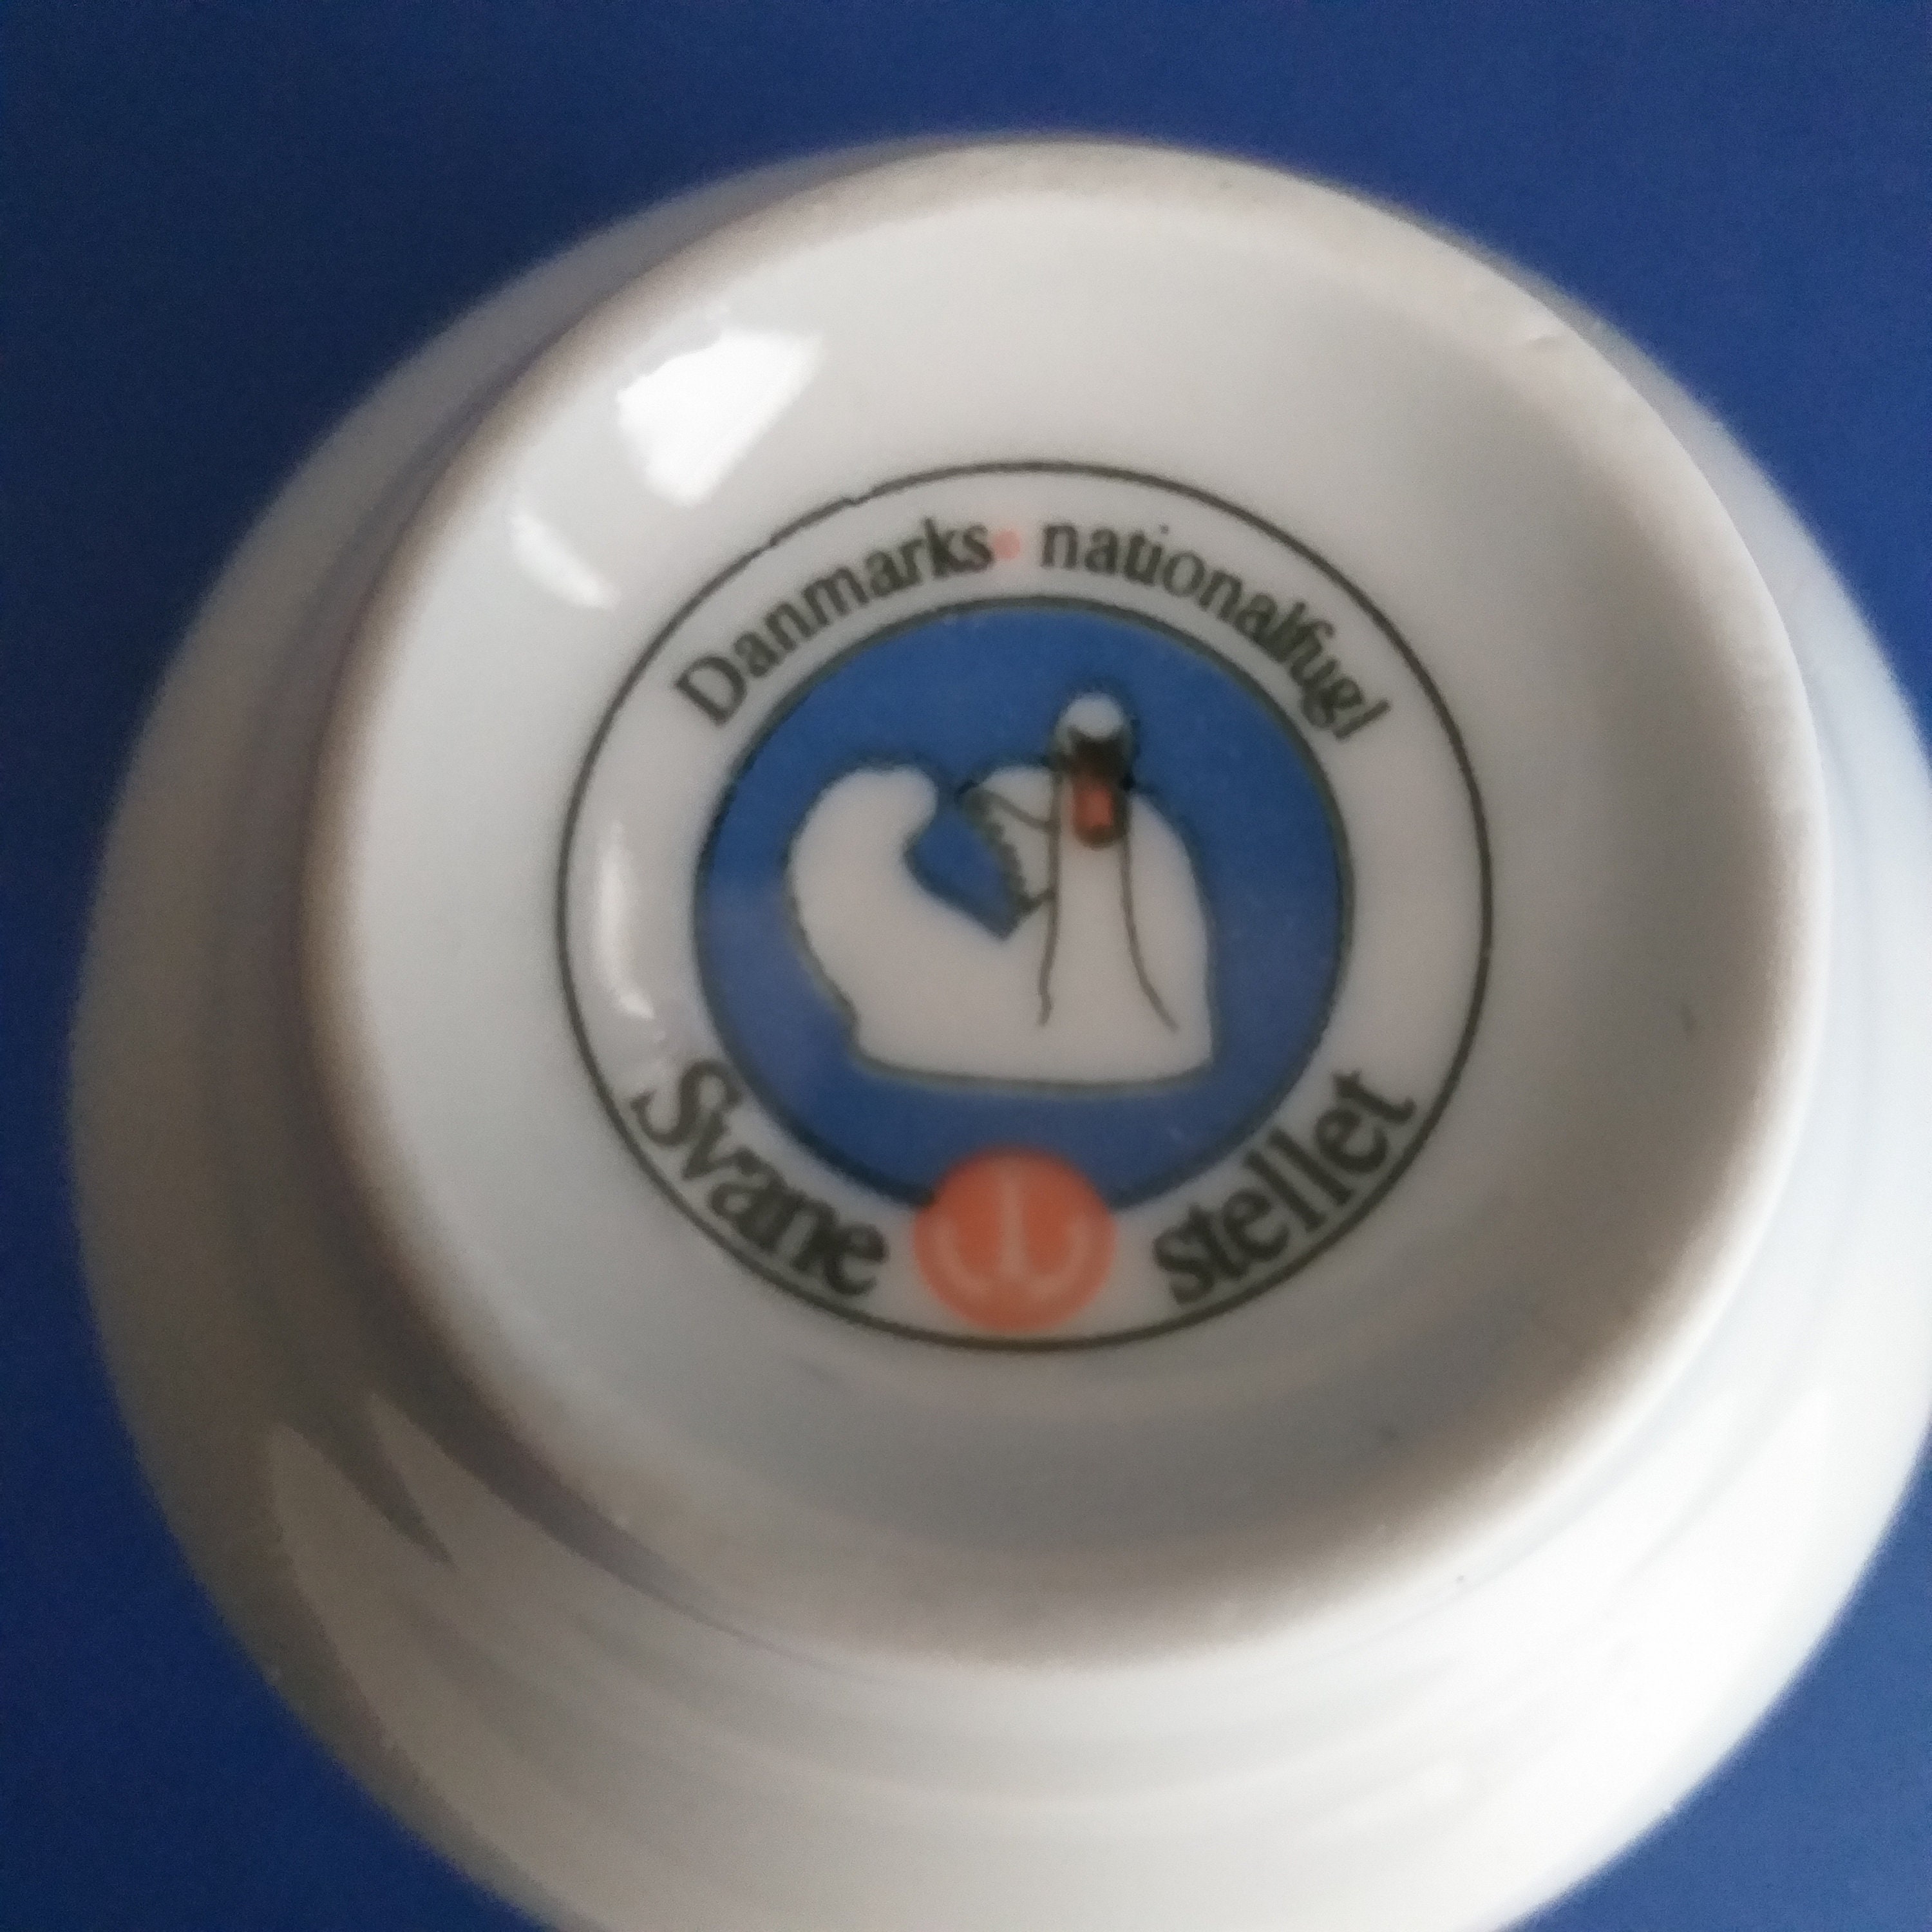 Danmarks • nationalfugl
Svane stellet